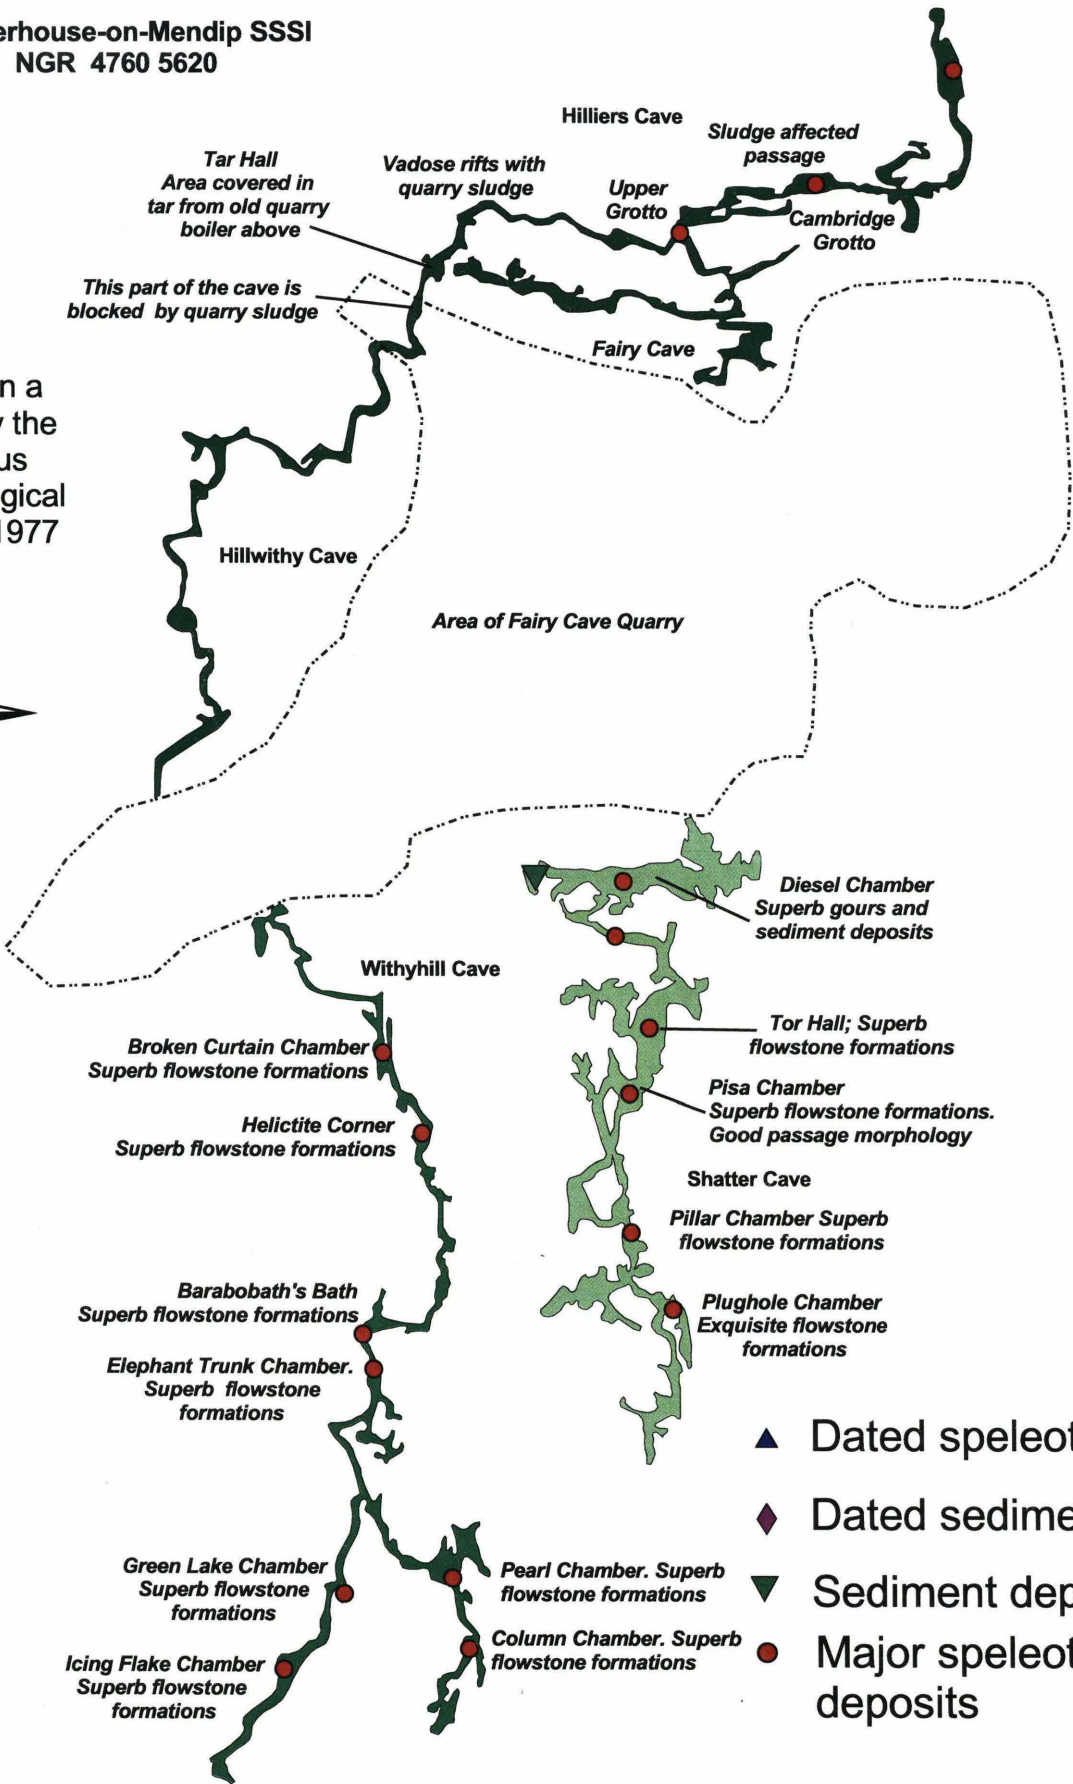 erhouse-on-Mendip SSSI
NGR 4760 5620
Hilliers Cave
Sludge affected
passage
Tar Hall
Area covered in
tar from old quarry
boiler above
Vadose rifts with
quarry sludge
Upper
Grotto
Cambridge
Grotto
This part of the cave is
blocked by quarry sludge
Fairy Cave
n a
y the
us
gical
1977
Hillwithy Cave
Area of Fairy Cave Quarry
Diesel Chamber
Superb gours and
sediment deposits
Withyhill Cave
Tor Hall; Superb
flowstone formations
Broken Curtain Chamber
Superb flowstone formations
Pisa Chamber
Superb flowstone formations.
Good passage morphology
Helictite Corner
Superb flowstone formations
Shatter Cave
Pillar Chamber Superb
flowstone formations
Barabobath's Bath
Superb flowstone formations
Plughole Chamber
Exquisite flowstone
formations
Elephant Trunk Chamber.
Superb flowstone
formations
Dated speleot
Dated sedime
Green Lake Chamber
Superb flowstone
formations
Pearl Chamber. Superb
flowstone formations
Sediment dep
Column Chamber. Superb
flowstone formations
Major speleot
deposits
Icing Flake Chamber
Superb flowstone
formations